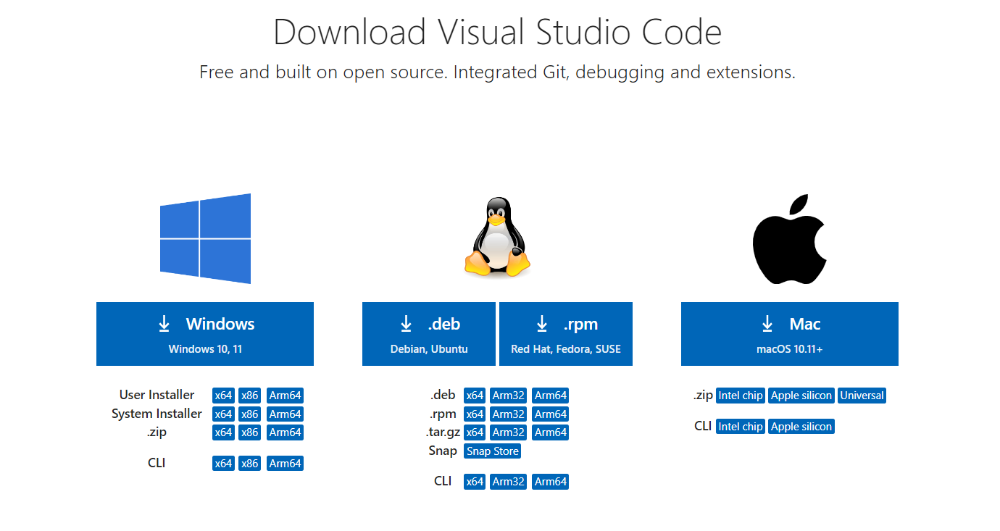 Download Visual Studio Code
Free and built on open source. Integrated Git, debugging and extensions.
Windows
Windows 10, 11
User Installer x64 x86 Arm64
System Installer x64 x86 Arm64
.zip x64 x86 Arm64
CLI x64 x86 Arm64
.deb
Debian, Ubuntu
.rpm
Red Hat, Fedora, SUSE
.deb x64 Arm32 Arm64
.rpm x64 Arm32 Arm64
.tar.gz x64 Arm32 Arm64
Snap Snap Store
CLI x64 Arm32 Arm64
Mac
macOS 10.11+
.zip Intel chip Apple silicon Universal
CLI Intel chip Apple silicon